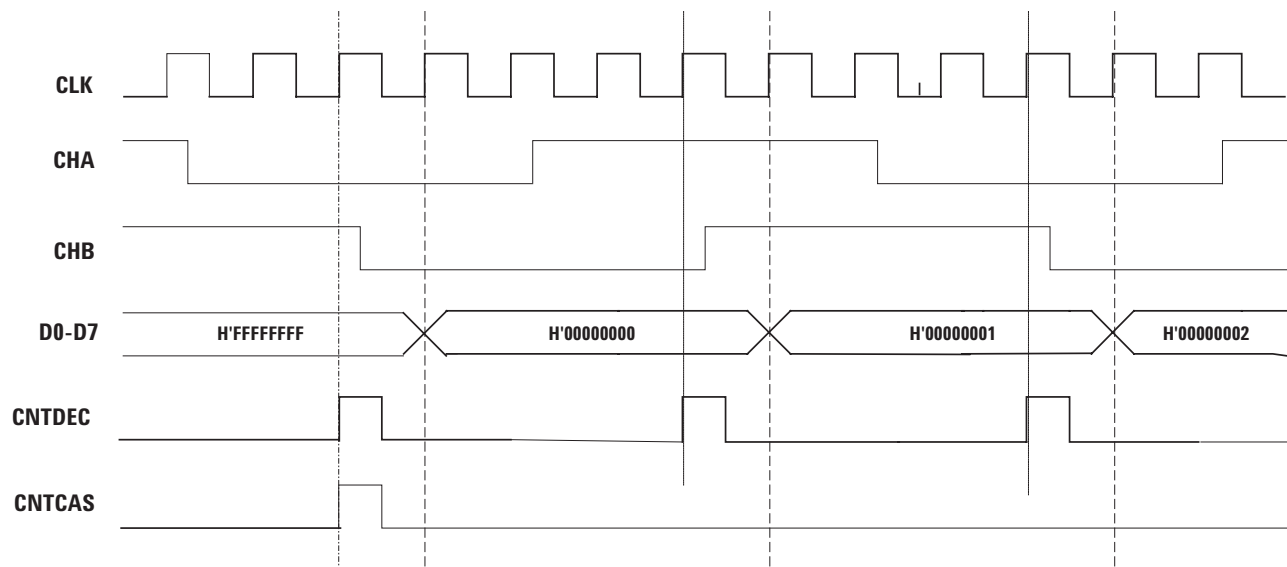 CLK
CHA
CHB
D0-D7
H'FFFFFFFF
H'00000000
H'00000001
H'00000002
CNTDEC
CNTCAS